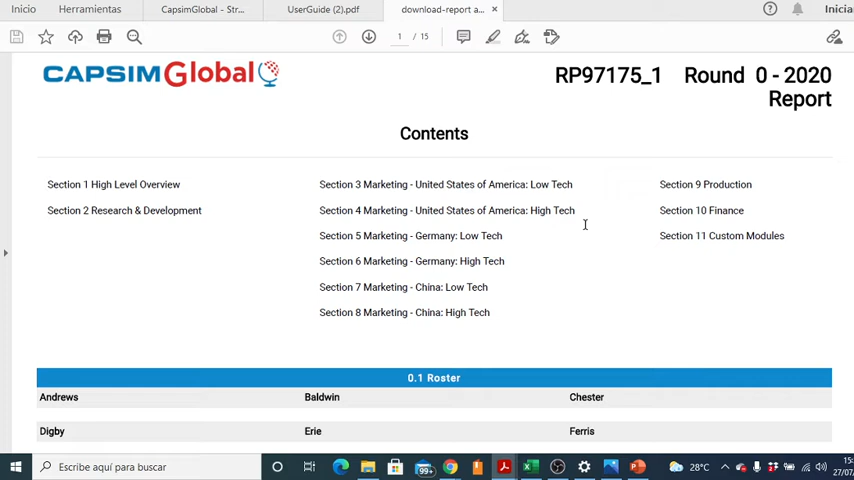 Inicio Herramientas CapsimGlobal - Str... UserGuide (2).pdf download-report a... × Inicia
1 / 15
CAPSIMGlobal
RP97175_1 Round 0 - 2020
Report
Contents
Section 1 High Level Overview Section 3 Marketing - United States of America: Low Tech Section 9 Production
Section 2 Research & Development Section 4 Marketing - United States of America: High Tech Section 10 Finance
Section 5 Marketing - Germany: Low Tech Section 11 Custom Modules
Section 6 Marketing - Germany: High Tech
Section 7 Marketing - China: Low Tech
Section 8 Marketing - China: High Tech
0.1 Roster
Andrews Baldwin Chester
Digby Erie Ferris
Escribe aquí para buscar 99+ 28°C 15:
27/07